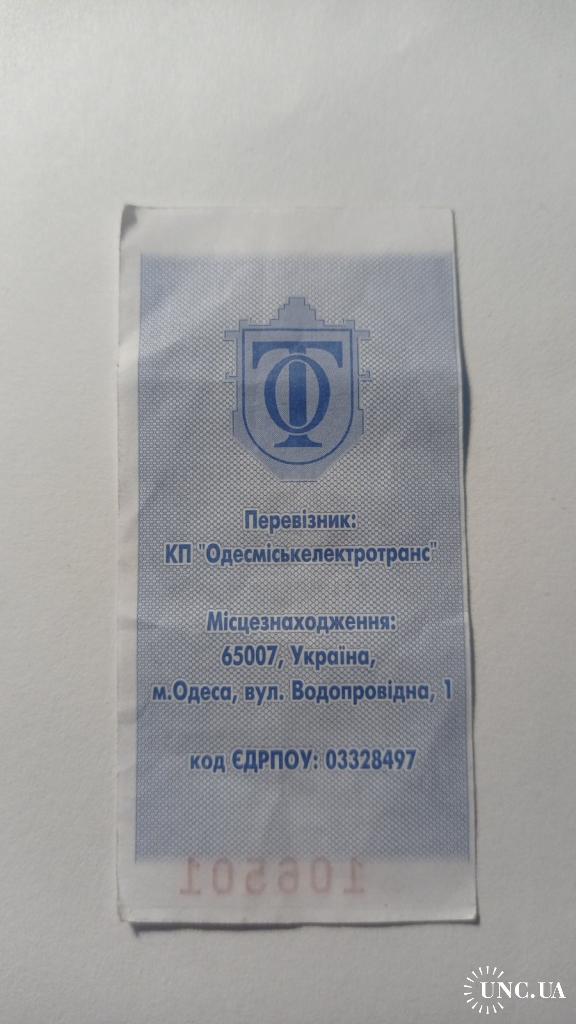 Перевізник:
КП "Одесміськелектротранс"
Місцезнаходження:
65007, Україна,
м.Одеса, вул. Водопровідна, 1
код ЄДРПОУ: 03328497
106501
UNC.UA